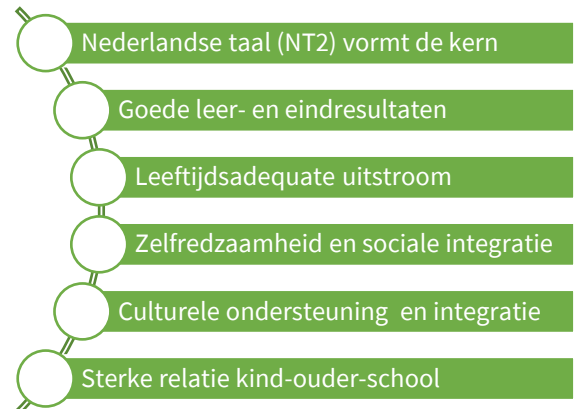 Nederlandse taal (NT2) vormt de kern
Goede leer- en eindresultaten
Leeftijdsadequate uitstroom
Zelfredzaamheid en sociale integratie
Culturele ondersteuning en integratie
Sterke relatie kind-ouder-school